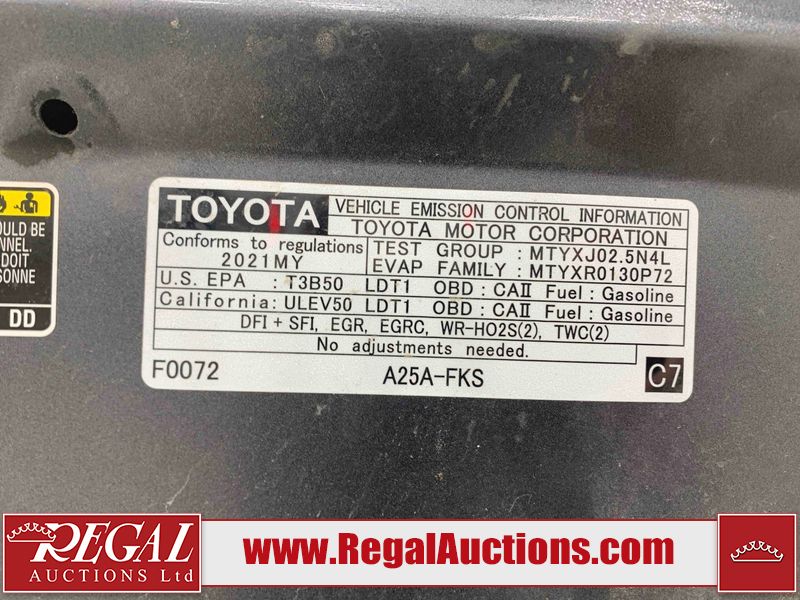 OULD BE
NNEL.
DOIT
SONNE
DD
TOYOTA
VEHICLE EMISSION CONTROL INFORMATION
TOYOTA MOTOR CORPORATION
Conforms to regulations
2021MY
TEST GROUP : MTYXJ02.5N4L
EVAP FAMILY : MTYXR0130P72
U.S. EPA : T3B50 LDT1 OBD : CAII Fuel : Gasoline
California: ULEV50 LDT1 OBD : CAII Fuel : Gasoline
DFI + SFI, EGR, EGRC, WR-HO2S(2), TWC(2)
No adjustments needed.
F0072 A25A-FKS C7
REGAL
AUCTIONS Ltd
www.RegalAuctions.com